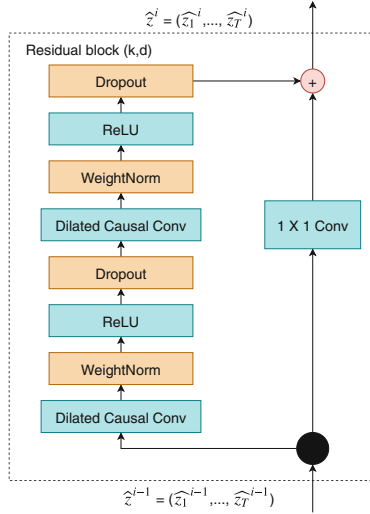 ẑ^i = (ẑ_1^i,..., ẑ_T^i)
Residual block (k,d)
Dropout
+
ReLU
WeightNorm
Dilated Causal Conv
1 X 1 Conv
Dropout
ReLU
WeightNorm
Dilated Causal Conv
ẑ^{i−1} = (ẑ_1^{i−1},..., ẑ_T^{i−1})